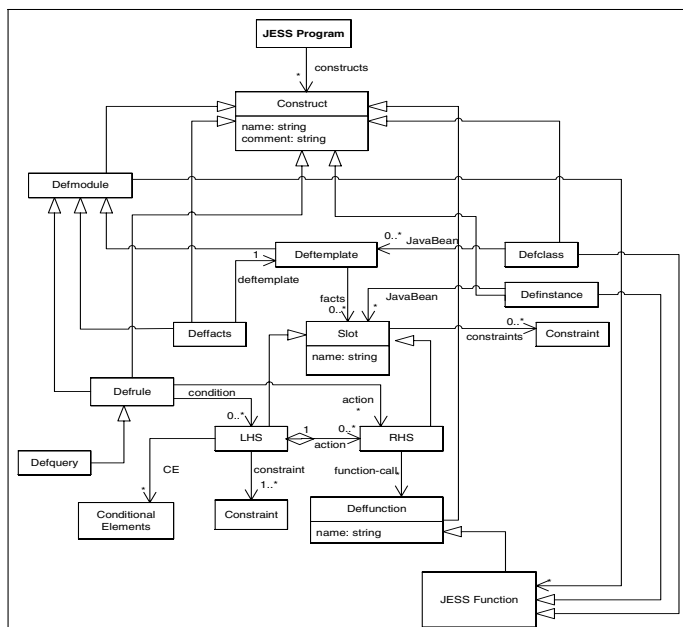 JESS Program
constructs
*
Construct
name: string
comment: string
Defmodule
0..*
JavaBean
Defclass
1
Deftemplate
deftemplate
facts
0..*
JavaBean
*
Definstance
Deffacts
Slot
name: string
0..*
constraints
Constraint
Defrule
condition
0..*
action
*
LHS
1
action
0..*
RHS
Defquery
CE
*
constraint
1..*
function-call
*
Conditional
Elements
Constraint
Deffunction
name: string
*
JESS Function